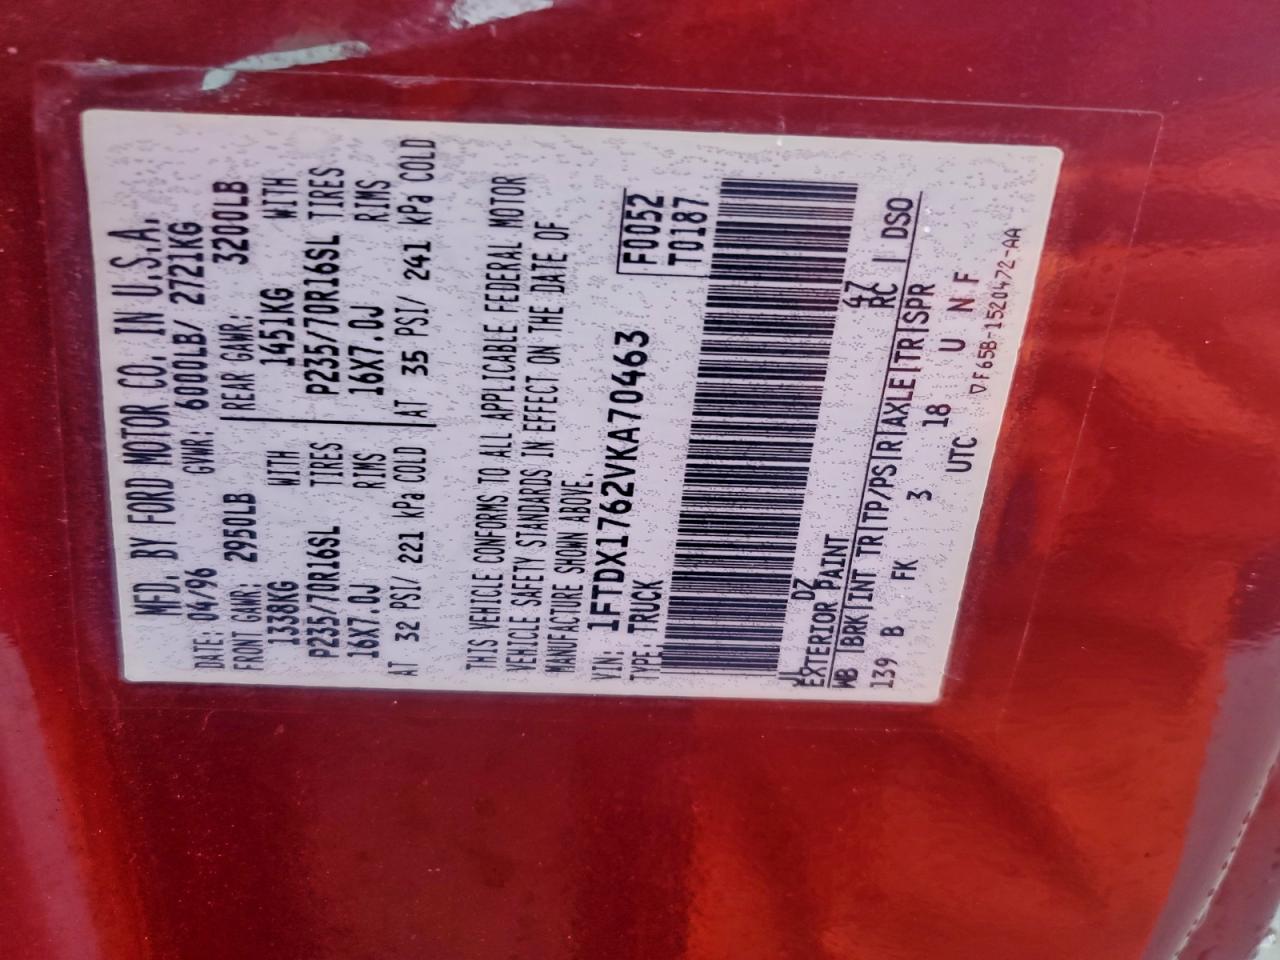 MFD. BY FORD MOTOR CO. IN U.S.A.
DATE: 04/96 GVWR: 6000LB/ 2721KG
FRONT GAWR: 2950LB REAR GAWR: 3200LB
1338KG WITH 1451KG WITH
P235/70R16SL TIRES P235/70R16SL TIRES
16X7.0J RIMS 16X7.0J RIMS
AT 32 PSI/ 221 kPa COLD AT 35 PSI/ 241 kPa COLD
THIS VEHICLE CONFORMS TO ALL APPLICABLE FEDERAL MOTOR
VEHICLE SAFETY STANDARDS IN EFFECT ON THE DATE OF
MANUFACTURE SHOWN ABOVE.
VIN: 1FTDX1762VKA70463 F0052
TYPE: TRUCK T0187
JL DZ 47
EXTERIOR PAINT RC DSO
WB BRK INT TR TP/PS R AXLE TR SPR
139 B FK 3 18 U N F
UTC
▽F65B-1520472-AA